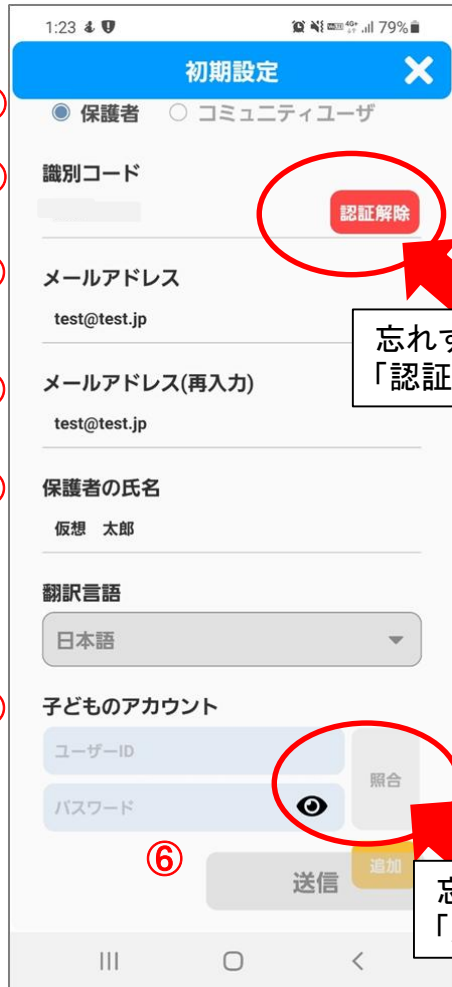 1:23 79%
初期設定
保護者 コミュニティユーザ
識別コード
認証解除
メールアドレス
test@test.jp
忘れ
「認証
メールアドレス(再入力)
test@test.jp
保護者の氏名
仮想 太郎
翻訳言語
日本語
子どものアカウント
ユーザーID
照合
パスワード
⑥
追加
送信